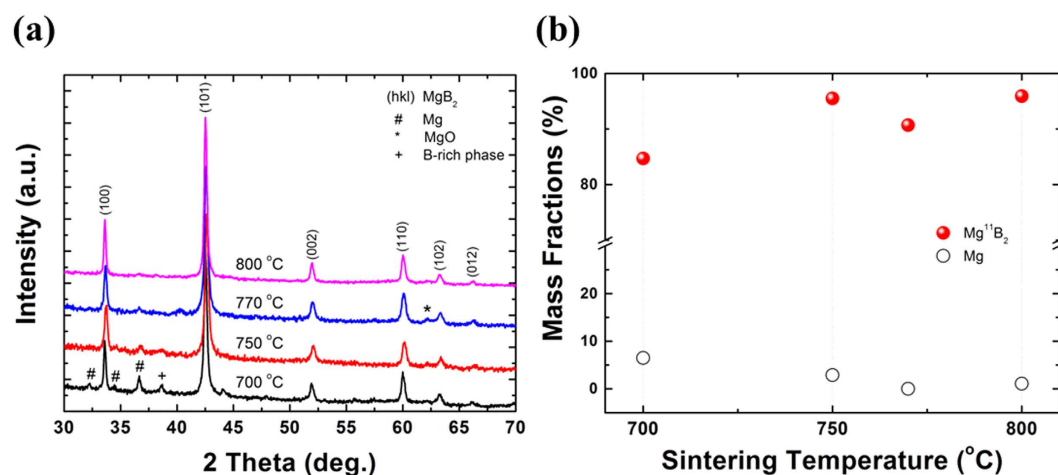 (a)
(101)
(hkl) MgB₂
# Mg
* MgO
+ B-rich phase
(100)
(002)
(110)
(102)
(012)
800 °C
770 °C
*
750 °C
# # # +
700 °C
30 35 40 45 50 55 60 65 70
2 Theta (deg.)
Intensity (a.u.)
(b)
100
80
20
10
0
Mg¹¹B₂
Mg
700 750 800
Sintering Temperature (°C)
Mass Fractions (%)